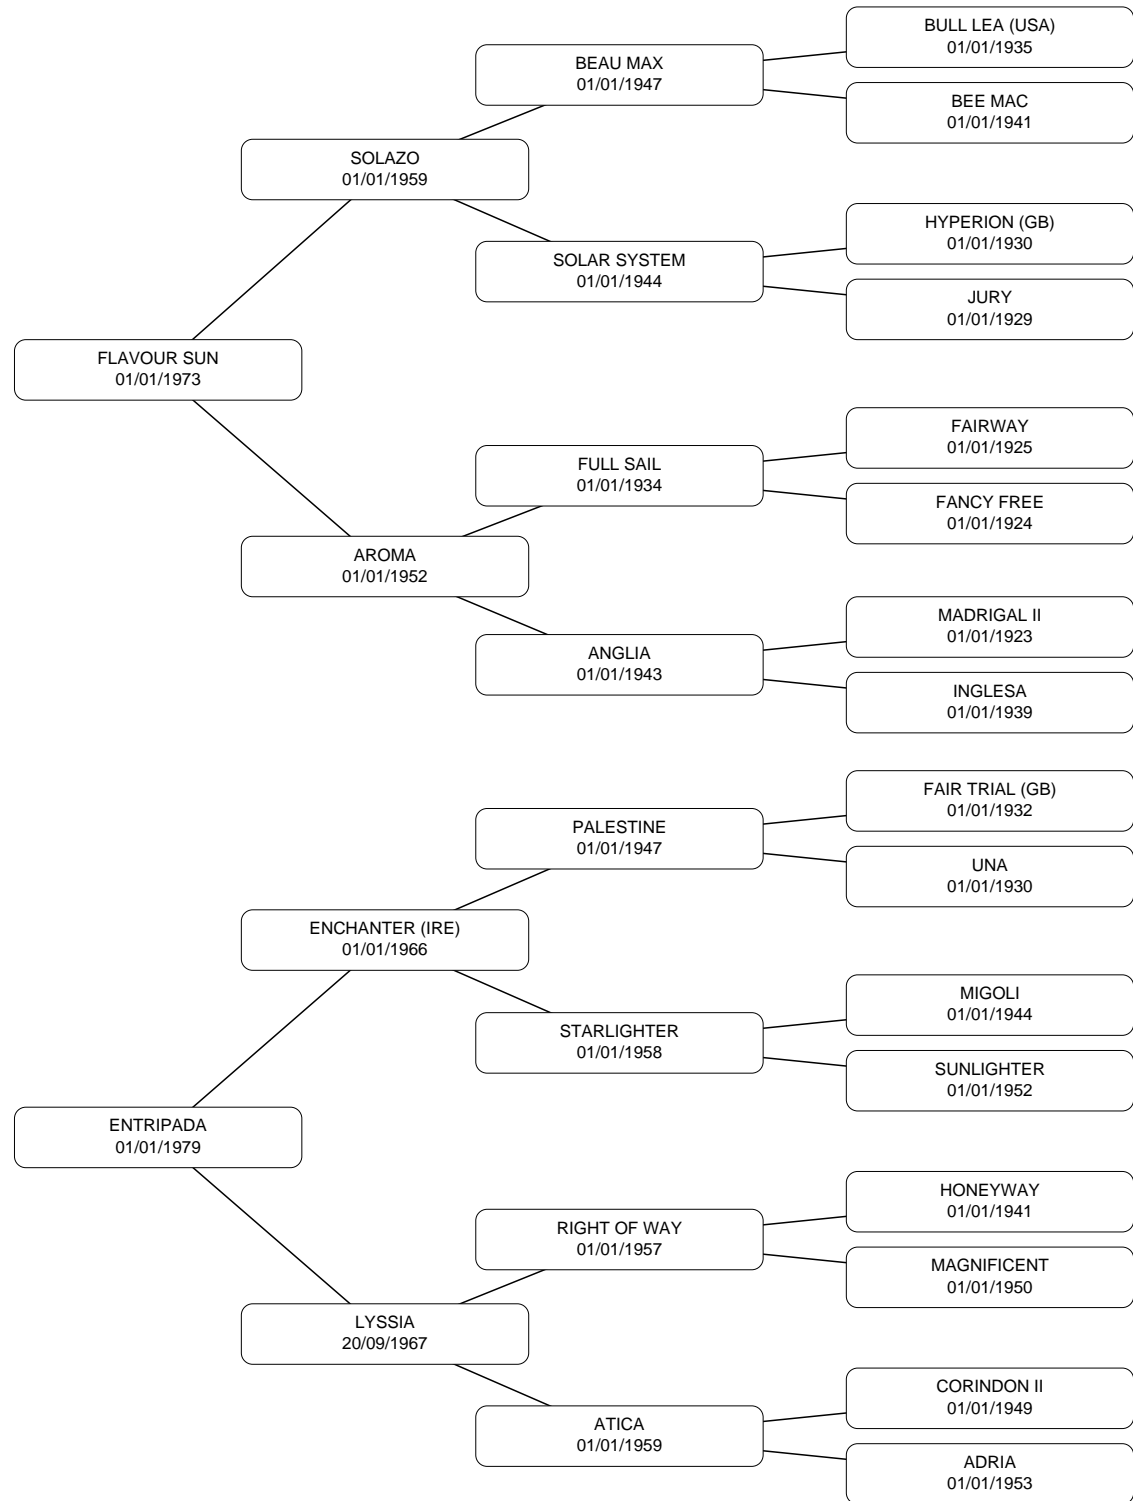 BULL LEA (USA)
01/01/1935
BEAU MAX
01/01/1947
BEE MAC
01/01/1941
SOLAZO
01/01/1959
HYPERION (GB)
01/01/1930
SOLAR SYSTEM
01/01/1944
JURY
01/01/1929
FLAVOUR SUN
01/01/1973
FAIRWAY
01/01/1925
FULL SAIL
01/01/1934
FANCY FREE
01/01/1924
AROMA
01/01/1952
MADRIGAL II
01/01/1923
ANGLIA
01/01/1943
INGLESA
01/01/1939
FAIR TRIAL (GB)
01/01/1932
PALESTINE
01/01/1947
UNA
01/01/1930
ENCHANTER (IRE)
01/01/1966
MIGOLI
01/01/1944
STARLIGHTER
01/01/1958
SUNLIGHTER
01/01/1952
ENTRIPADA
01/01/1979
HONEYWAY
01/01/1941
RIGHT OF WAY
01/01/1957
MAGNIFICENT
01/01/1950
LYSSIA
20/09/1967
CORINDON II
01/01/1949
ATICA
01/01/1959
ADRIA
01/01/1953